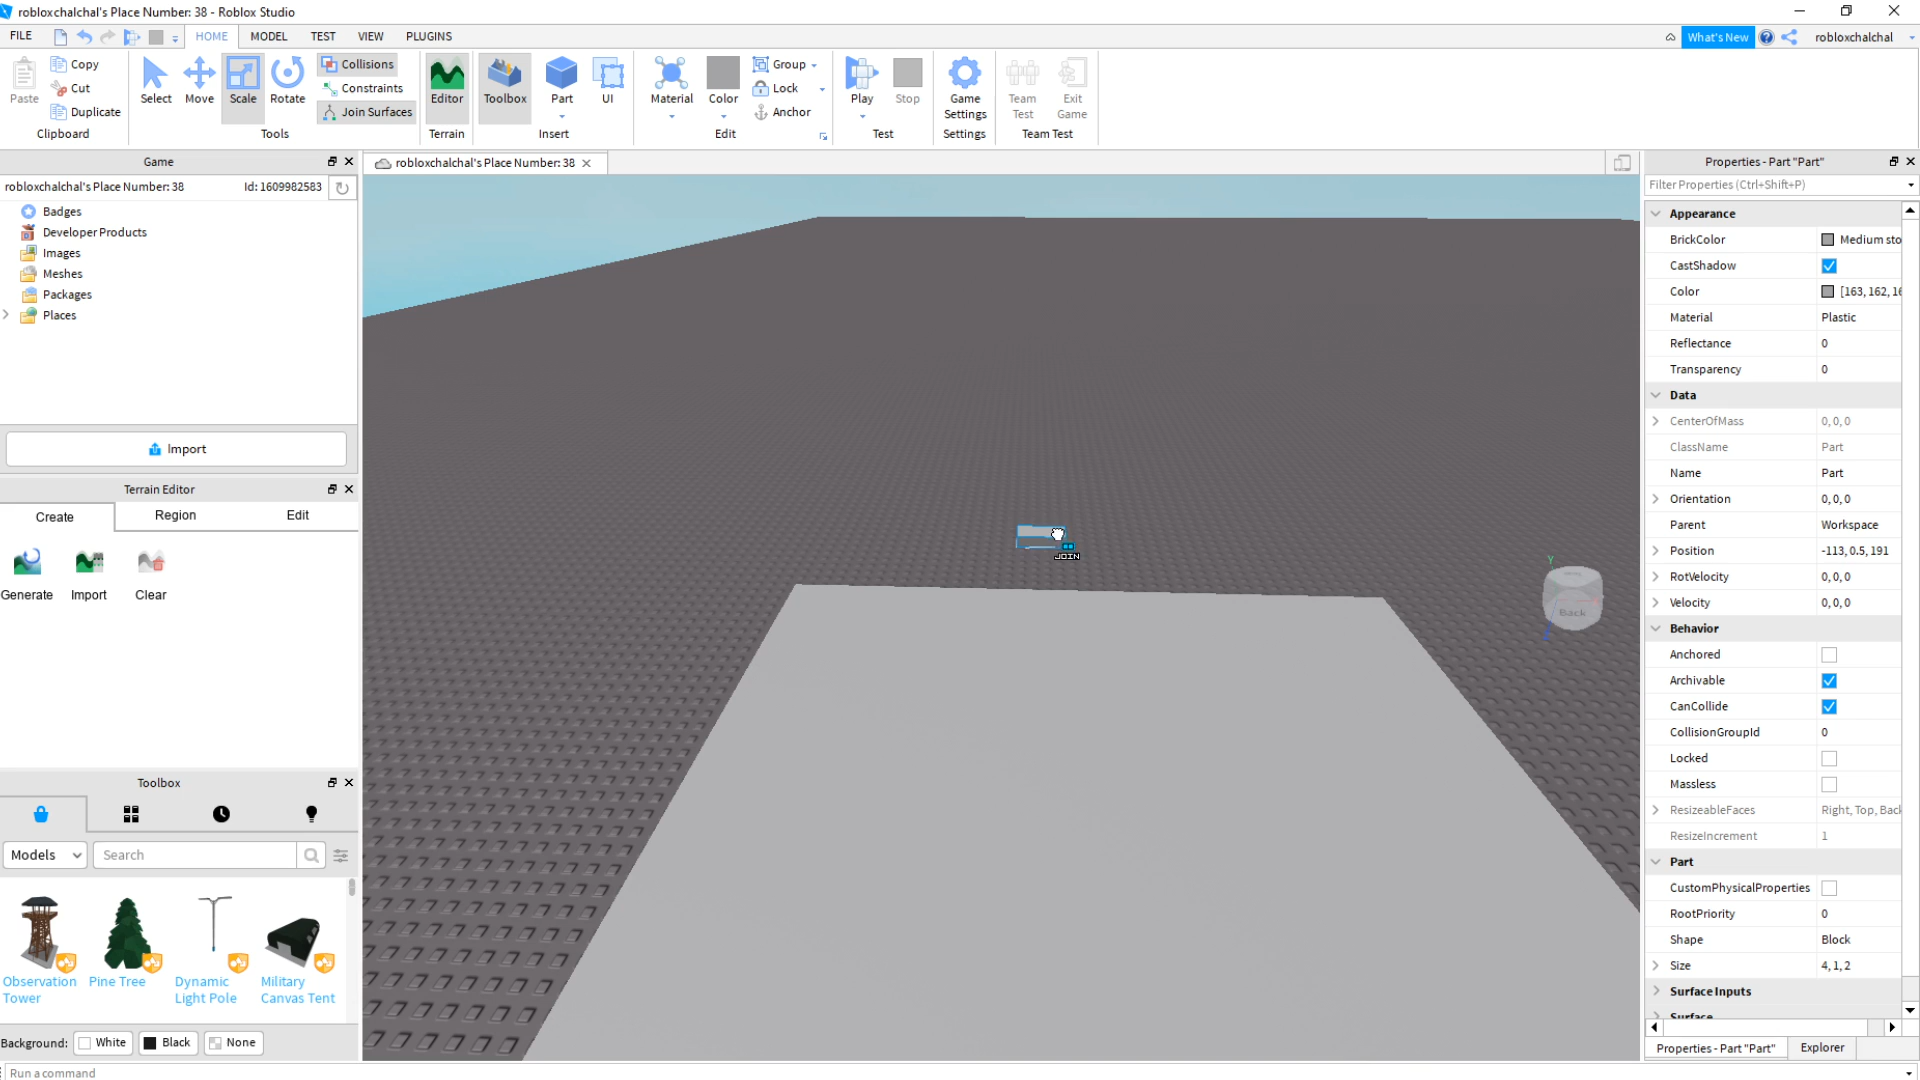 robloxchalchal's Place Number: 38 - Roblox Studio
FILE HOME MODEL TEST VIEW PLUGINS What's New robloxchalchal
Paste Copy Cut Duplicate Clipboard
Select Move Scale Rotate Collisions Constraints Join Surfaces Tools
Editor Terrain
Toolbox Part UI Insert
Material Color Group Lock Anchor Edit
Play Stop Test
Game Settings Settings
Team Test Exit Game Team Test
Game
robloxchalchal's Place Number: 38 Id: 1609982583
Badges
Developer Products
Images
Meshes
Packages
Places
Import
Terrain Editor
Create Region Edit
Generate Import Clear
Toolbox
Models Search
Observation Tower
Pine Tree
Dynamic Light Pole
Military Canvas Tent
Background: White Black None
Run a command
robloxchalchal's Place Number: 38
JOIN
Y
Back
Properties - Part "Part"
Filter Properties (Ctrl+Shift+P)
Appearance
BrickColor Medium sto
CastShadow
Color [163, 162, 16
Material Plastic
Reflectance 0
Transparency 0
Data
CenterOfMass 0, 0, 0
ClassName Part
Name Part
Orientation 0, 0, 0
Parent Workspace
Position -113, 0.5, 191
RotVelocity 0, 0, 0
Velocity 0, 0, 0
Behavior
Anchored
Archivable
CanCollide
CollisionGroupId 0
Locked
Massless
ResizeableFaces Right, Top, Back
ResizeIncrement 1
Part
CustomPhysicalProperties
RootPriority 0
Shape Block
Size 4, 1, 2
Surface Inputs
Surface
Properties - Part "Part" Explorer